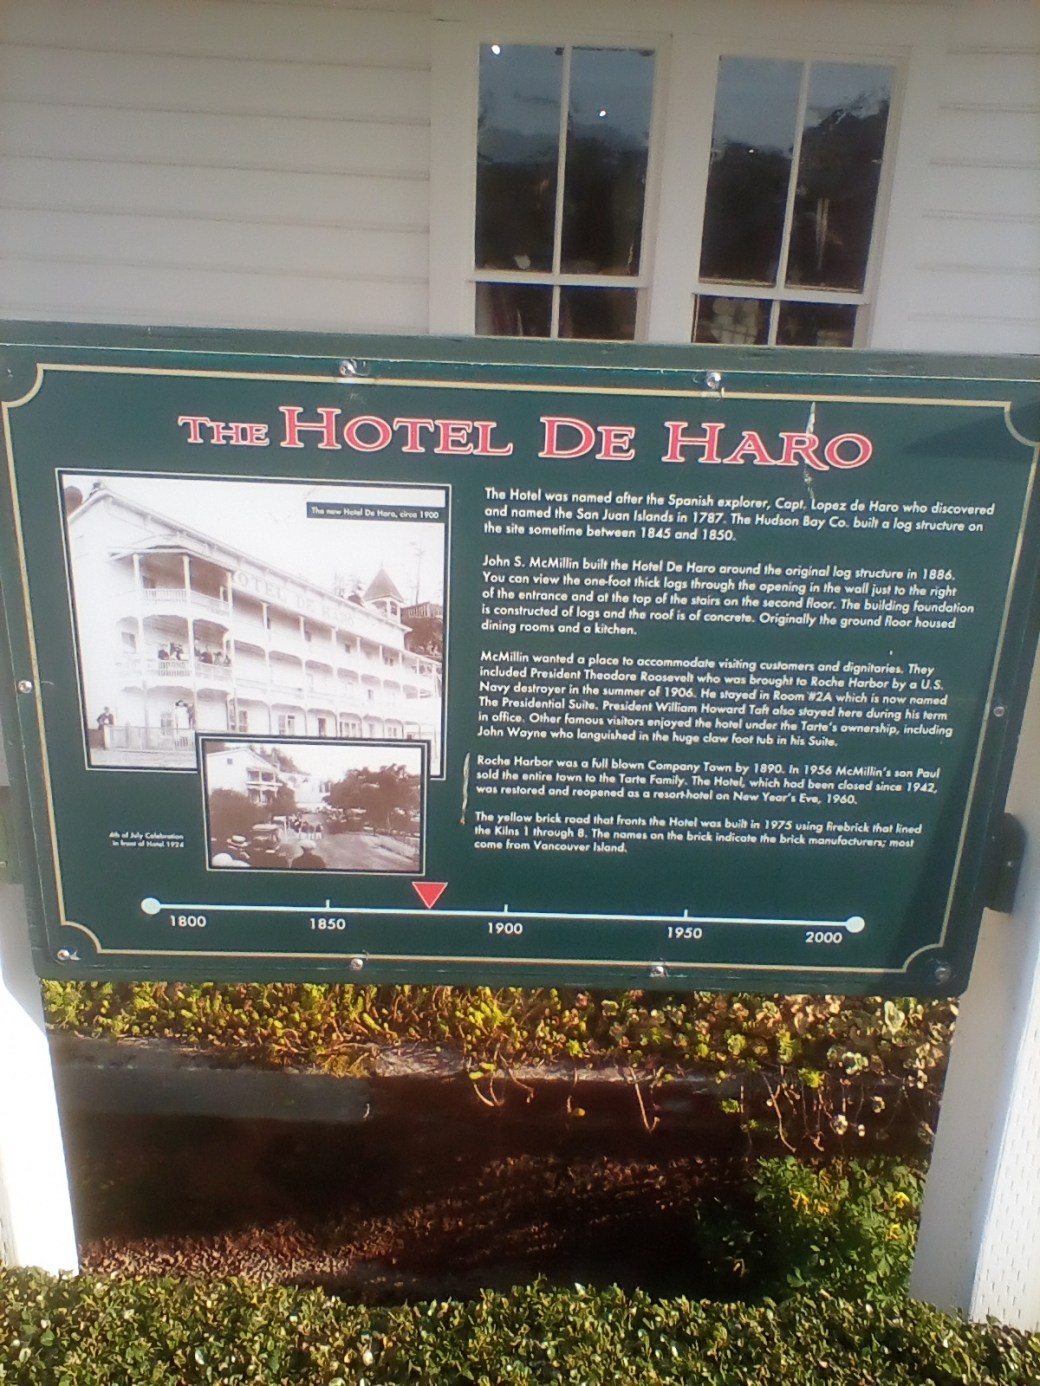 THE HOTEL DE HARO
The new Hotel De Haro, circa 1900
HOTEL DE HARO
The Hotel was named after the Spanish explorer, Capt. Lopez de Haro who discovered
and named the San Juan Islands in 1787. The Hudson Bay Co. built a log structure on
the site sometime between 1845 and 1850.
John S. McMillin built the Hotel De Haro around the original log structure in 1886.
You can view the one-foot thick logs through the opening in the wall just to the right
of the entrance and at the top of the stairs on the second floor. The building foundation
is constructed of logs and the roof is of concrete. Originally the ground floor housed
dining rooms and a kitchen.
McMillin wanted a place to accommodate visiting customers and dignitaries. They
included President Theodore Roosevelt who was brought to Roche Harbor by a U.S.
Navy destroyer in the summer of 1906. He stayed in Room #2A which is now named
The Presidential Suite. President William Howard Taft also stayed here during his term
in office. Other famous visitors enjoyed the hotel under the Tarte's ownership, including
John Wayne who languished in the huge claw foot tub in his Suite.
Roche Harbor was a full blown Company Town by 1890. In 1956 McMillin's son Paul
sold the entire town to the Tarte Family. The Hotel, which had been closed since 1942,
was restored and reopened as a resort-hotel on New Year's Eve, 1960.
The yellow brick road that fronts the Hotel was built in 1975 using firebrick that lined
the Kilns 1 through 8. The names on the brick indicate the brick manufacturers; most
come from Vancouver Island.
4th of July Celebration
in front of Hotel 1924
1800 1850 1900 1950 2000